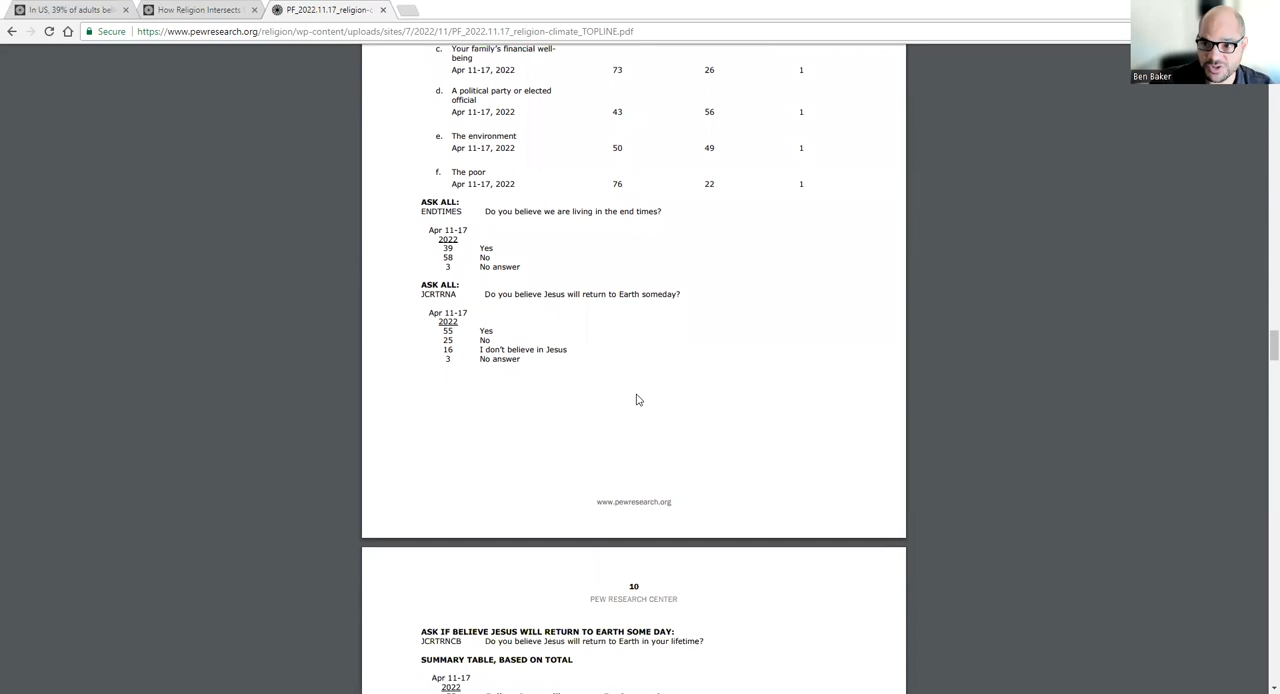 In US, 39% of adults beli
How Religion Intersects
PF_2022.11.17_religion-c
Secure
https://www.pewresearch.org/religion/wp-content/uploads/sites/7/2022/11/PF_2022.11.17_religion-climate_TOPLINE.pdf
Ben Baker
c. Your family's financial well-
being
Apr 11-17, 2022 73 26 1
d. A political party or elected
official
Apr 11-17, 2022 43 56 1
e. The environment
Apr 11-17, 2022 50 49 1
f. The poor
Apr 11-17, 2022 76 22 1
ASK ALL:
ENDTIMES Do you believe we are living in the end times?
Apr 11-17
2022
39 Yes
58 No
3 No answer
ASK ALL:
JCRTRNA Do you believe Jesus will return to Earth someday?
Apr 11-17
2022
55 Yes
25 No
16 I don't believe in Jesus
3 No answer
www.pewresearch.org
10
PEW RESEARCH CENTER
ASK IF BELIEVE JESUS WILL RETURN TO EARTH SOME DAY:
JCRTRNCB Do you believe Jesus will return to Earth in your lifetime?
SUMMARY TABLE, BASED ON TOTAL
Apr 11-17
2022